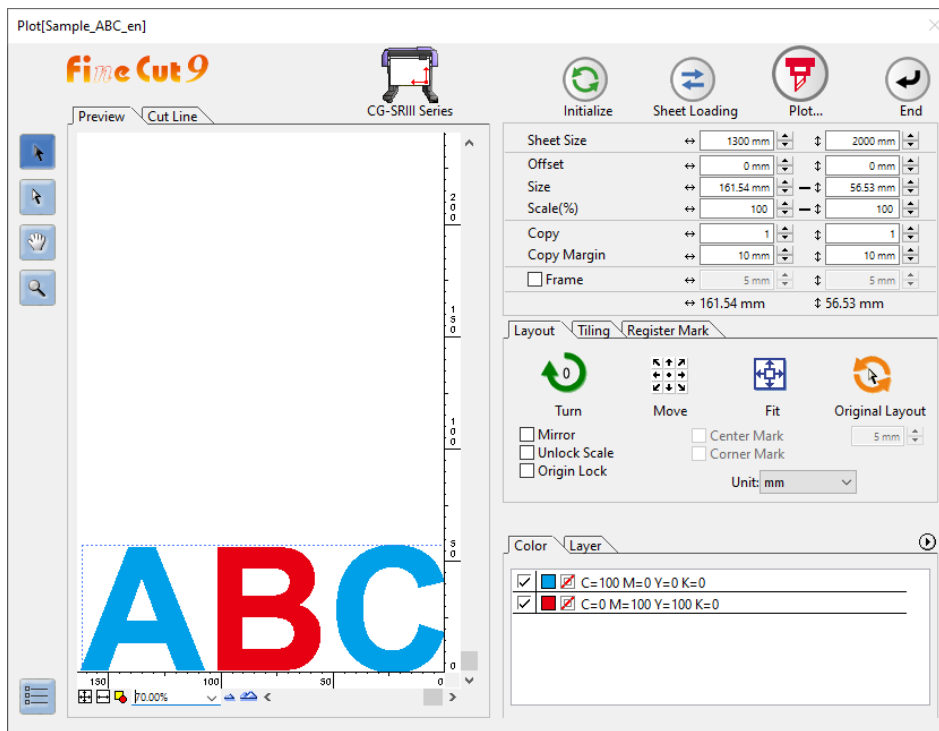 Plot[Sample_ABC_en]
Fine Cut 9
CG-SRIII Series
Initialize Sheet Loading Plot... End
Preview Cut Line
Sheet Size 1300 mm 2000 mm
Offset 0 mm 0 mm
Size 161.54 mm 56.53 mm
Scale(%) 100 100
Copy 1 1
Copy Margin 10 mm 10 mm
Frame 5 mm 5 mm
161.54 mm 56.53 mm
Layout Tiling Register Mark
0
Turn Move Fit Original Layout
Mirror Center Mark 5 mm
Unlock Scale Corner Mark
Origin Lock
Unit: mm
200
150
100
50
0
ABC
150 100 50 0
70.00%
Color Layer
C=100 M=0 Y=0 K=0
C=0 M=100 Y=100 K=0